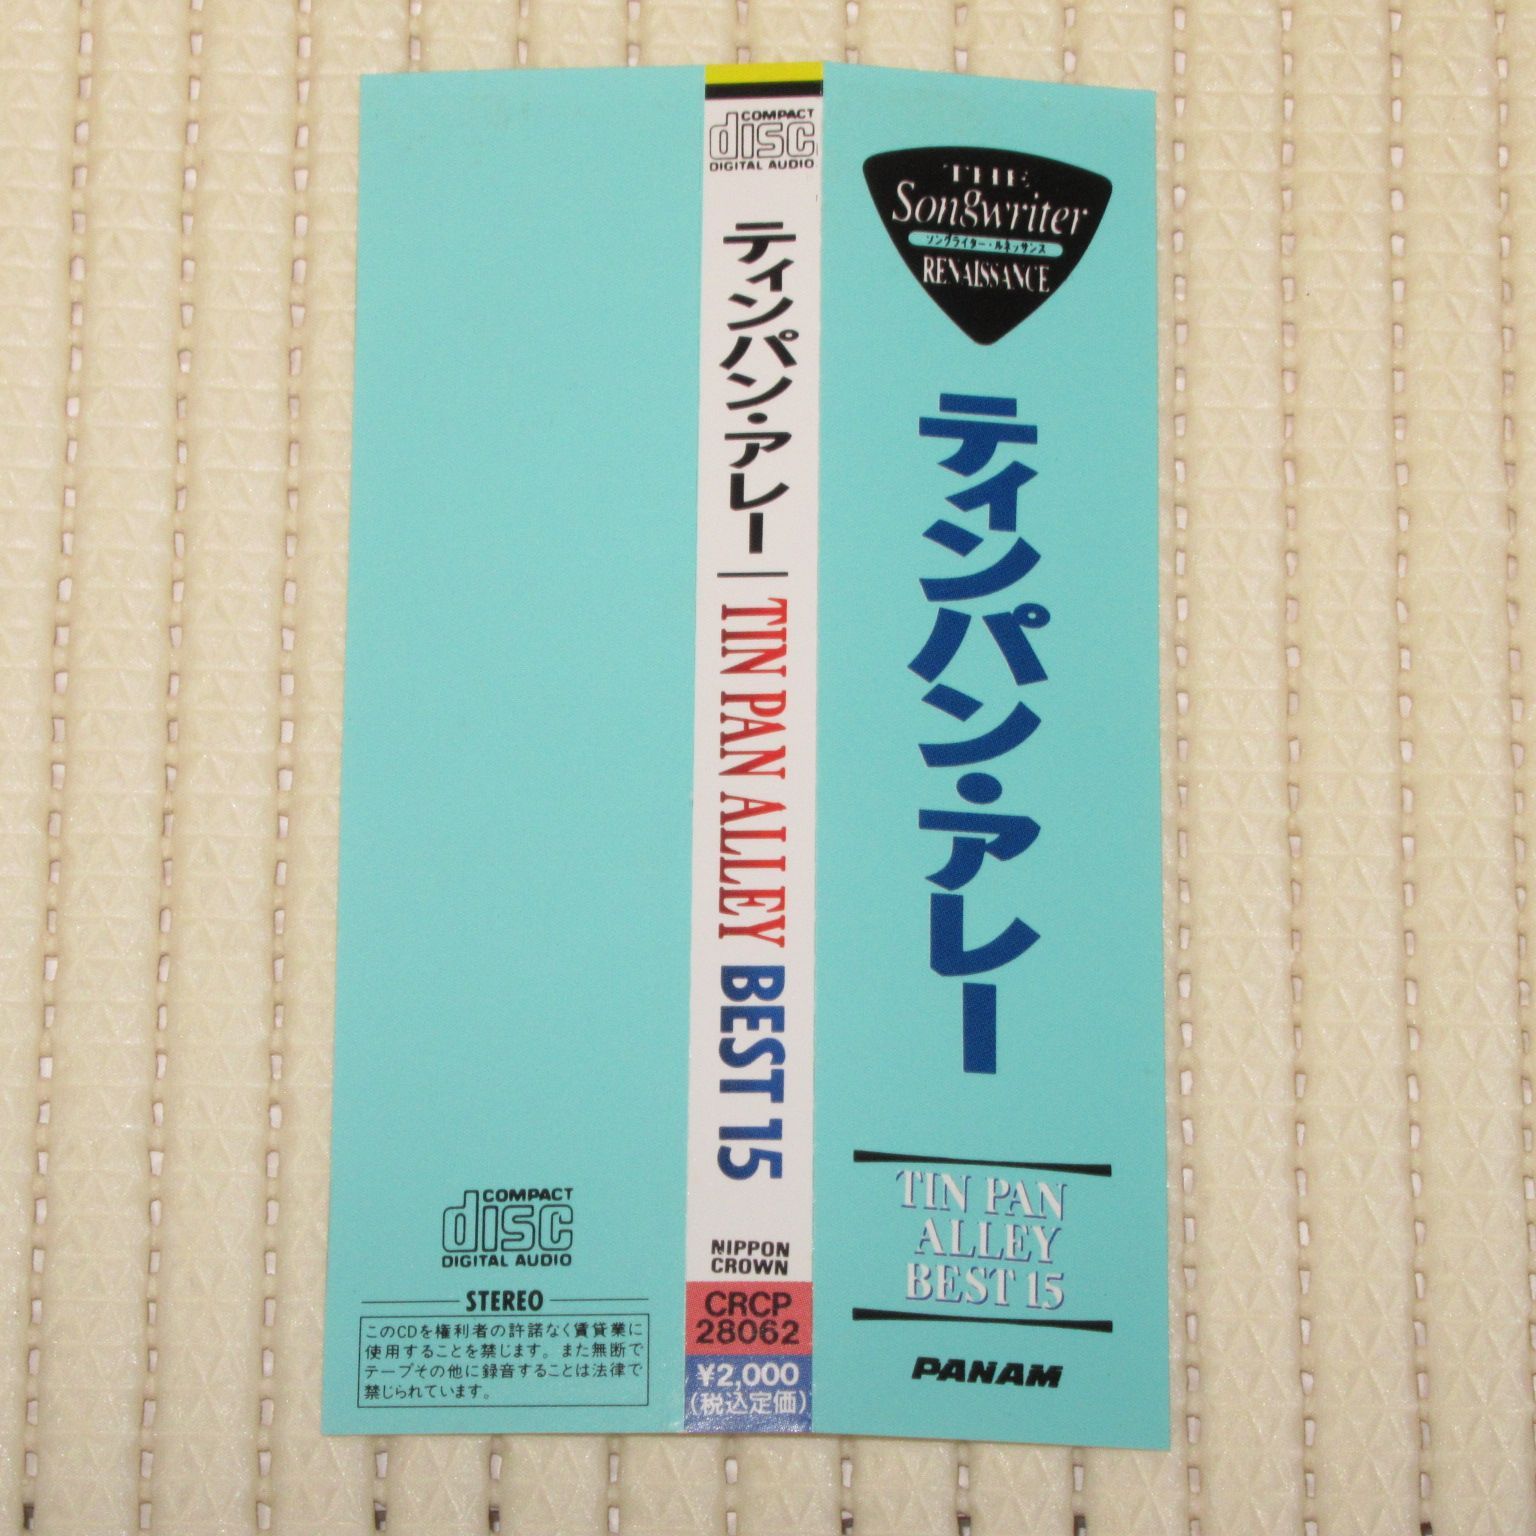 COMPACT
disc
DIGITAL AUDIO
STEREO
このCDを権利者の許諾なく賃貸業に
使用することを禁じます。また無断で
テープその他に録音することは法律で
禁じられています。
COMPACT
disc
DIGITAL AUDIO
ティンパン・アレー
TIN PAN ALLEY BEST 15
NIPPON
CROWN
CRCP
28062
¥2,000
(税込定価)
THE
Songwriter
ソングライター・ルネッサンス
RENAISSANCE
ティンパン・アレー
TIN PAN
ALLEY
BEST 15
PANAM